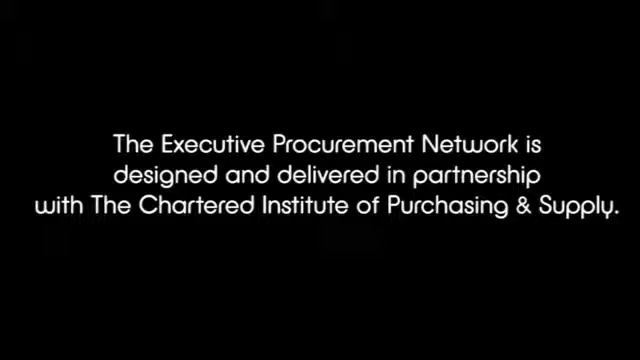 The Executive Procurement Network is
designed and delivered in partnership
with The Chartered Institute of Purchasing & Supply.